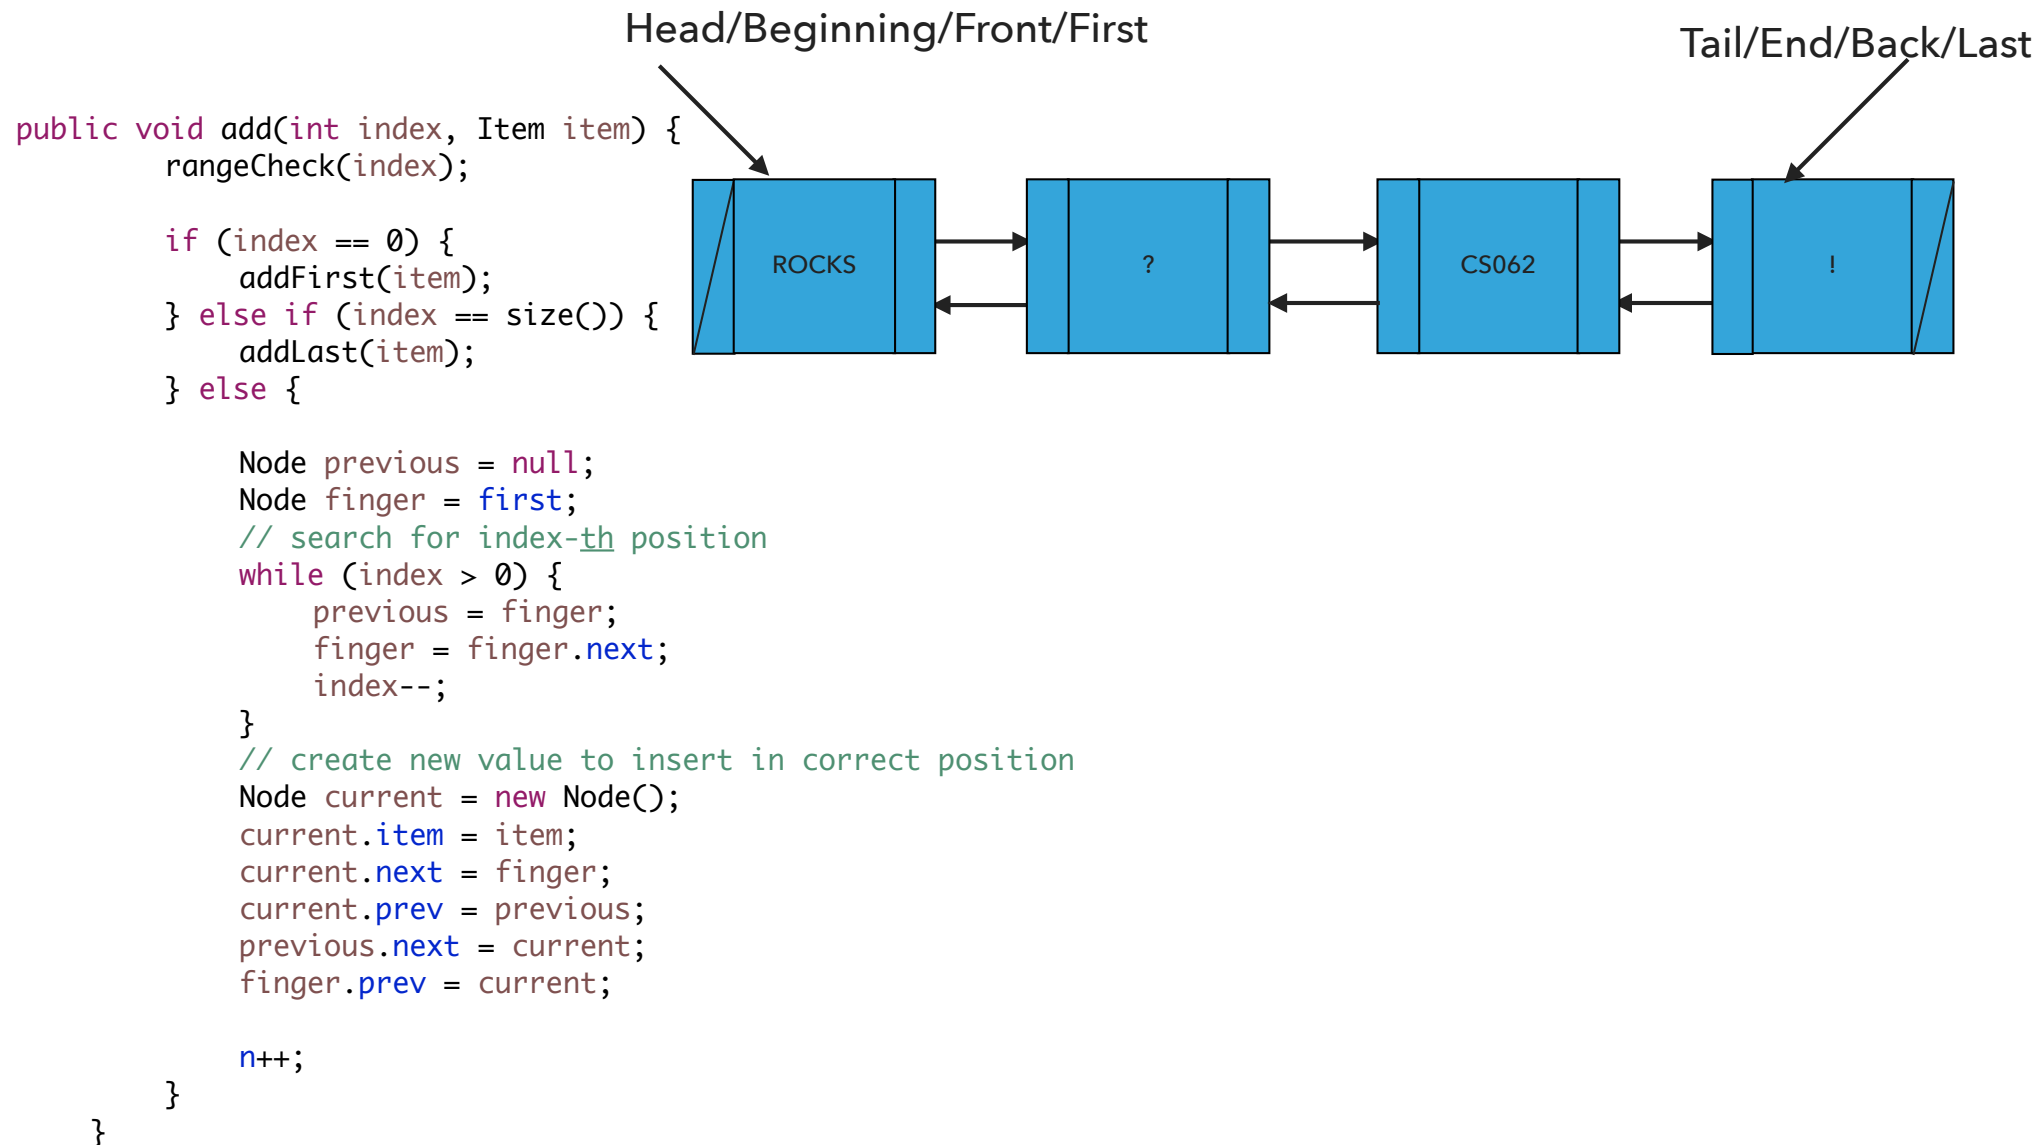 Head/Beginning/Front/First
Tail/End/Back/Last
public void add(int index, Item item) {
rangeCheck(index);
if (index == 0) {
addFirst(item);
} else if (index == size()) {
addLast(item);
} else {
Node previous = null;
Node finger = first;
// search for index-th position
while (index > 0) {
previous = finger;
finger = finger.next;
index--;
}
// create new value to insert in correct position
Node current = new Node();
current.item = item;
current.next = finger;
current.prev = previous;
previous.next = current;
finger.prev = current;
n++;
}
}
ROCKS
?
CS062
!